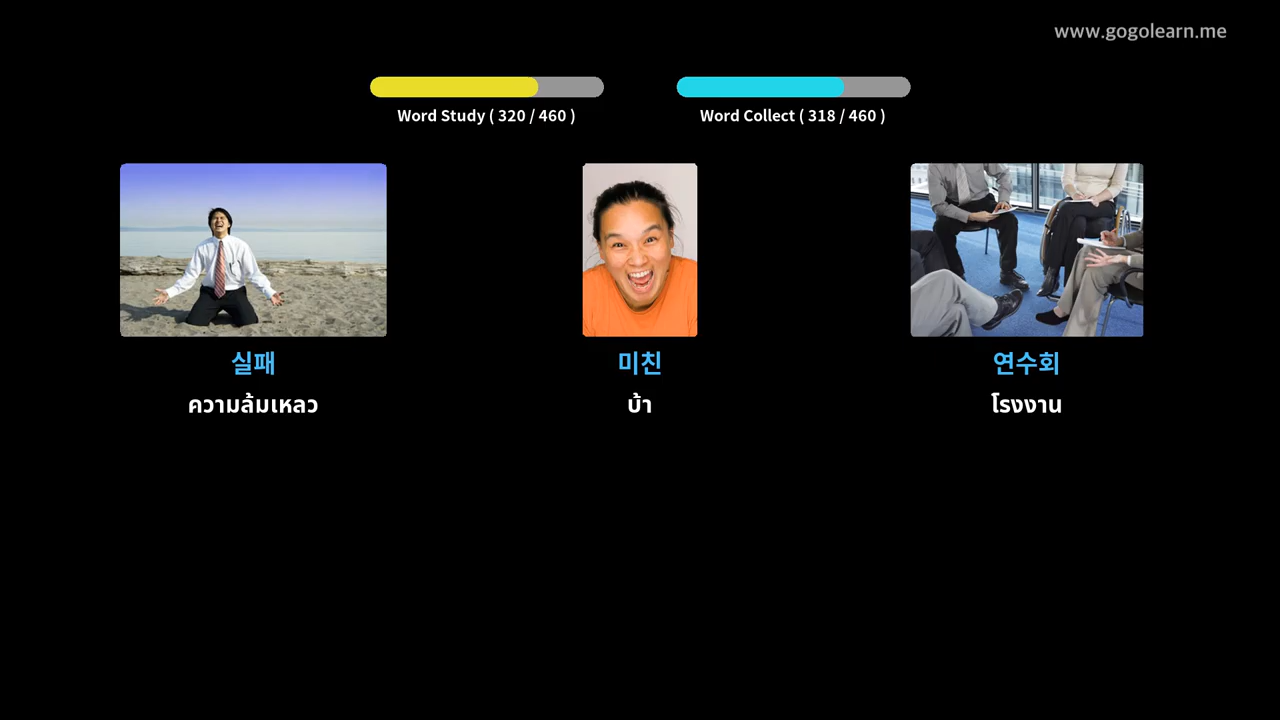 www.gogolearn.me
Word Study ( 320 / 460 )
Word Collect ( 318 / 460 )
실패
ความล้มเหลว
미친
บ้า
연수회
โรงงาน